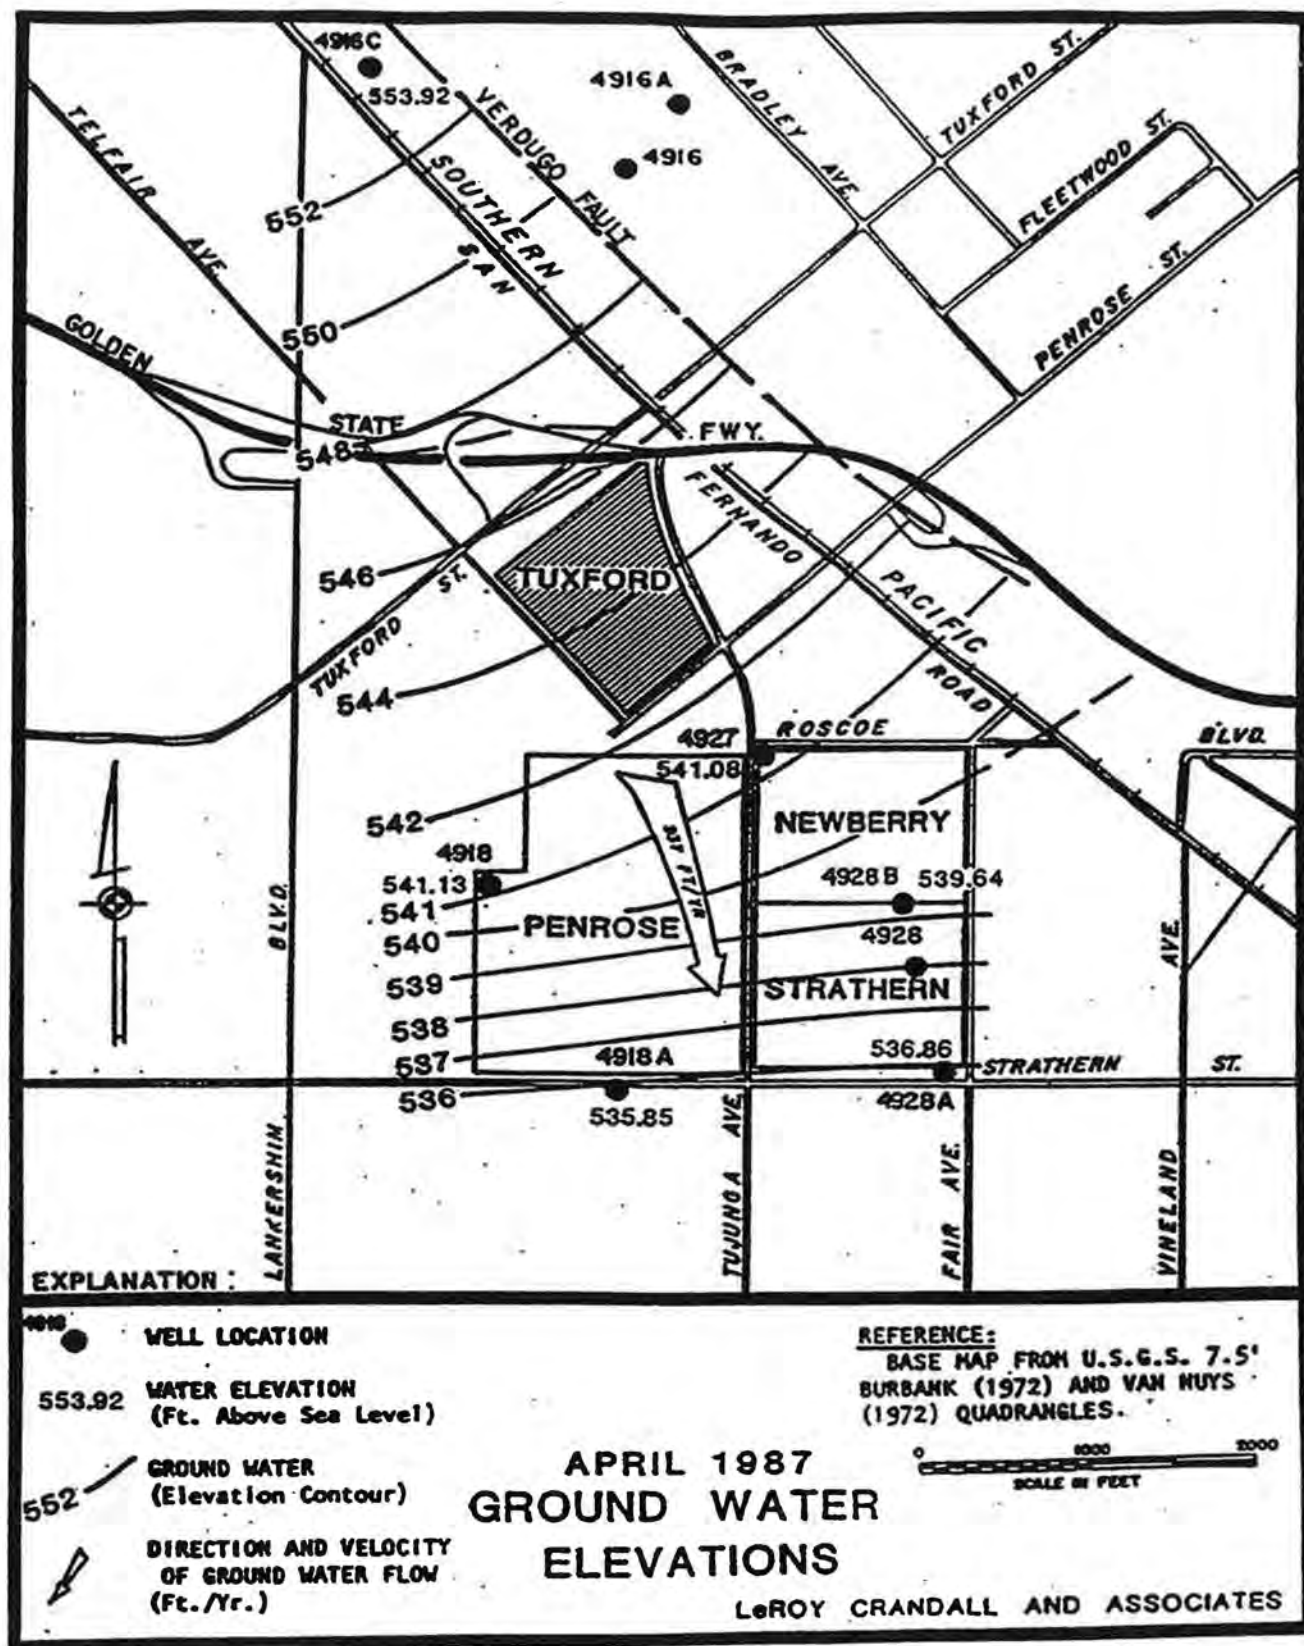 4916C
553.92
4916A
4916
VERDUGO FAULT
BRADLEY AVE.
TUXFORD ST.
FLEETWOOD ST.
PENROSE ST.
TELFAIR AVE.
SOUTHERN
SAN
552
550
GOLDEN
STATE
FWY.
548
FERNANDO
PACIFIC
ROAD
546
TUXFORD
ST.
TUXFORD
544
4927
541.08
ROSCOE
BLVD.
542
NEWBERRY
4918
541.13
541
4928B
539.64
540
PENROSE
4928
539
STRATHERN
538
537
4918A
536.86
STRATHERN ST.
536
535.85
4928A
BLVD.
LANKERSHIM
TUJUNGA AVE.
FAIR AVE.
AVE.
VINELAND
FT/YR
EXPLANATION :
WELL LOCATION
553.92
WATER ELEVATION
(Ft. Above Sea Level)
552
GROUND WATER
(Elevation Contour)
DIRECTION AND VELOCITY
OF GROUND WATER FLOW
(Ft./Yr.)
REFERENCE:
BASE MAP FROM U.S.G.S. 7.5'
BURBANK (1972) AND VAN NUYS
(1972) QUADRANGLES.
0 1000 2000
SCALE IN FEET
APRIL 1987
GROUND WATER
ELEVATIONS
LeROY CRANDALL AND ASSOCIATES